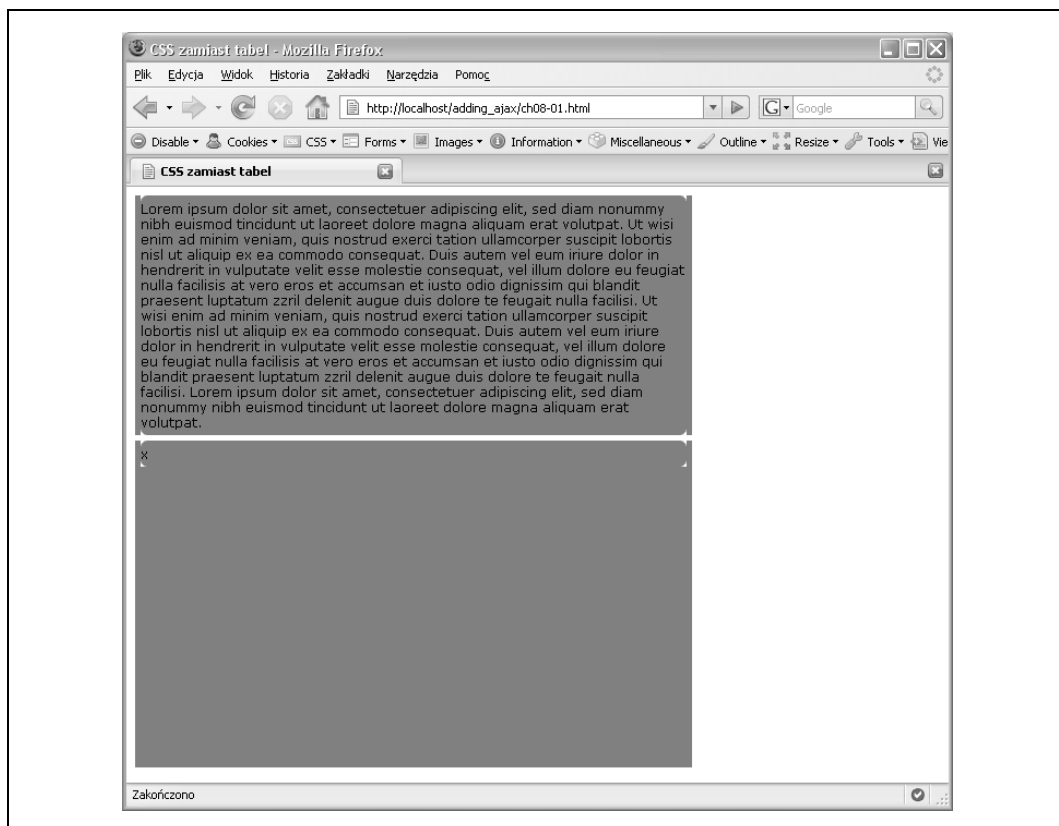 CSS zamiast tabel - Mozilla Firefox
Plik Edycja Widok Historia Zakładki Narzędzia Pomoc
http://localhost/adding_ajax/ch08-01.html G Google
Disable Cookies CSS Forms Images Information Miscellaneous Outline Resize Tools Vie
CSS zamiast tabel
Lorem ipsum dolor sit amet, consectetuer adipiscing elit, sed diam nonummy
nibh euismod tincidunt ut laoreet dolore magna aliquam erat volutpat. Ut wisi
enim ad minim veniam, quis nostrud exerci tation ullamcorper suscipit lobortis
nisl ut aliquip ex ea commodo consequat. Duis autem vel eum iriure dolor in
hendrerit in vulputate velit esse molestie consequat, vel illum dolore eu feugiat
nulla facilisis at vero eros et accumsan et iusto odio dignissim qui blandit
praesent luptatum zzril delenit augue duis dolore te feugait nulla facilisi. Ut
wisi enim ad minim veniam, quis nostrud exerci tation ullamcorper suscipit
lobortis nisl ut aliquip ex ea commodo consequat. Duis autem vel eum iriure
dolor in hendrerit in vulputate velit esse molestie consequat, vel illum dolore
eu feugiat nulla facilisis at vero eros et accumsan et iusto odio dignissim qui
blandit praesent luptatum zzril delenit augue duis dolore te feugait nulla
facilisi. Lorem ipsum dolor sit amet, consectetuer adipiscing elit, sed diam
nonummy nibh euismod tincidunt ut laoreet dolore magna aliquam erat
volutpat.
x
Zakończono